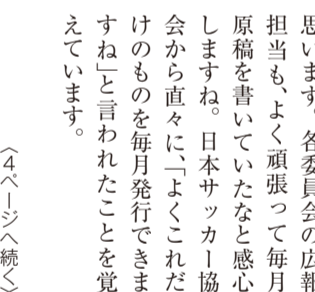 思います。各委員会の広報
担当も、よく頑張って毎月
原稿を書いていたなと感心
しますね。日本サッカー協
会から直々に、「よくこれだ
けのものを毎月発行できま
すね」と言われたことを覚
えています。
〈4ページへ続く〉